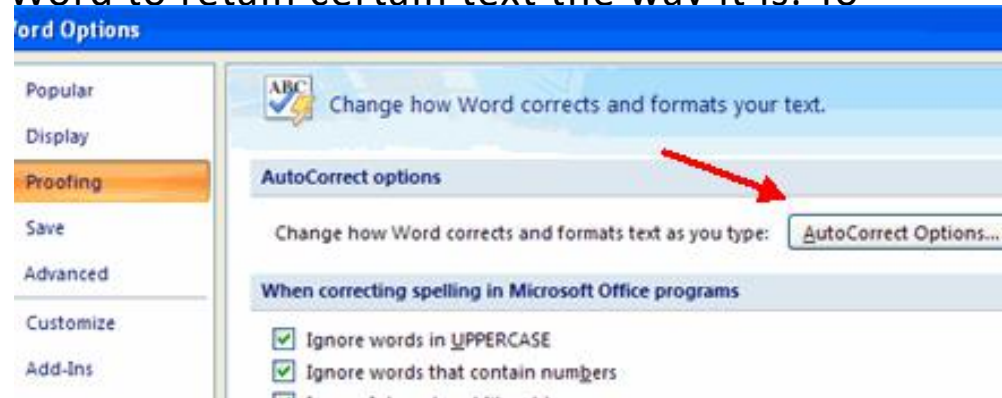 Word to retain certain text the way it is. To
Word Options
Popular
Display
Proofing
Save
Advanced
Customize
Add-Ins
ABC
Change how Word corrects and formats your text.
AutoCorrect options
Change how Word corrects and formats text as you type: AutoCorrect Options...
When correcting spelling in Microsoft Office programs
Ignore words in UPPERCASE
Ignore words that contain numbers